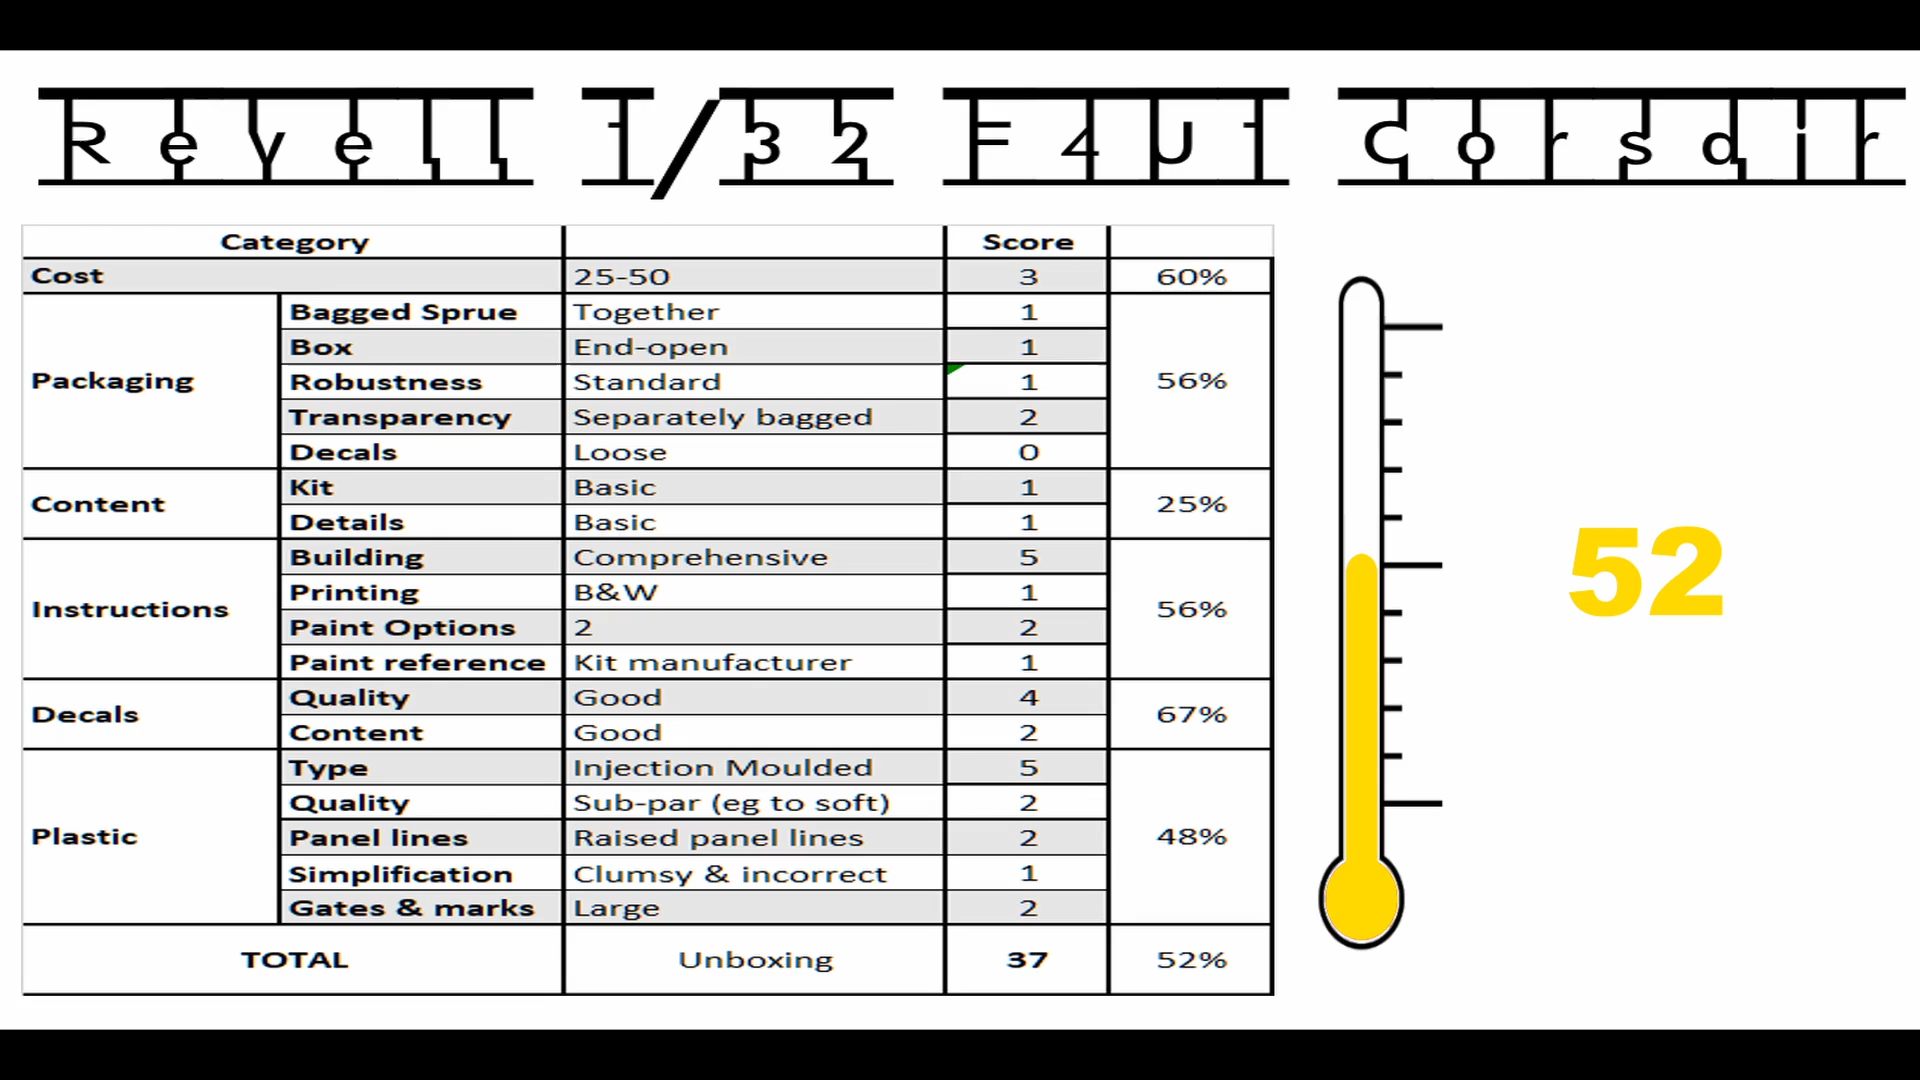 Revell 1/32 F4U1 Corsair
Category Score
Cost 25-50 3 60%
Packaging Bagged Sprue Together 1 56%
Box End-open 1
Robustness Standard 1
Transparency Separately bagged 2
Decals Loose 0
Content Kit Basic 1 25%
Details Basic 1
Instructions Building Comprehensive 5 56%
Printing B&W 1
Paint Options 2 2
Paint reference Kit manufacturer 1
Decals Quality Good 4 67%
Content Good 2
Plastic Type Injection Moulded 5 48%
Quality Sub-par (eg to soft) 2
Panel lines Raised panel lines 2
Simplification Clumsy & incorrect 1
Gates & marks Large 2
TOTAL Unboxing 37 52%
52